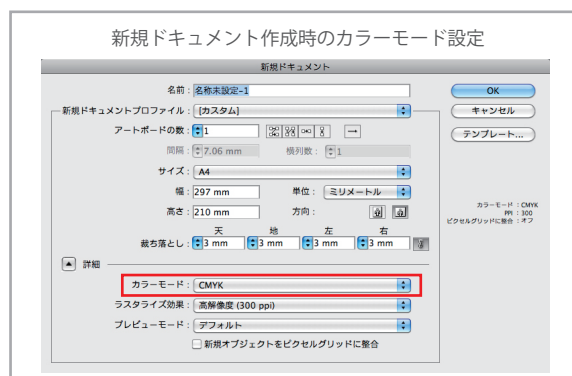 新規ドキュメント作成時のカラーモード設定
新規ドキュメント
名前：名称未設定-1
OK
新規ドキュメントプロファイル：[カスタム]
キャンセル
アートボードの数：1
テンプレート...
間隔：7.06 mm 横列数：1
サイズ：A4
幅：297 mm 単位：ミリメートル
高さ：210 mm 方向：
カラーモード：CMYK
PPI：300
ピクセルグリッドに整合：オフ
天 地 左 右
裁ち落とし：3 mm 3 mm 3 mm 3 mm
詳細
カラーモード：CMYK
ラスタライズ効果：高解像度 (300 ppi)
プレビューモード：デフォルト
新規オブジェクトをピクセルグリッドに整合